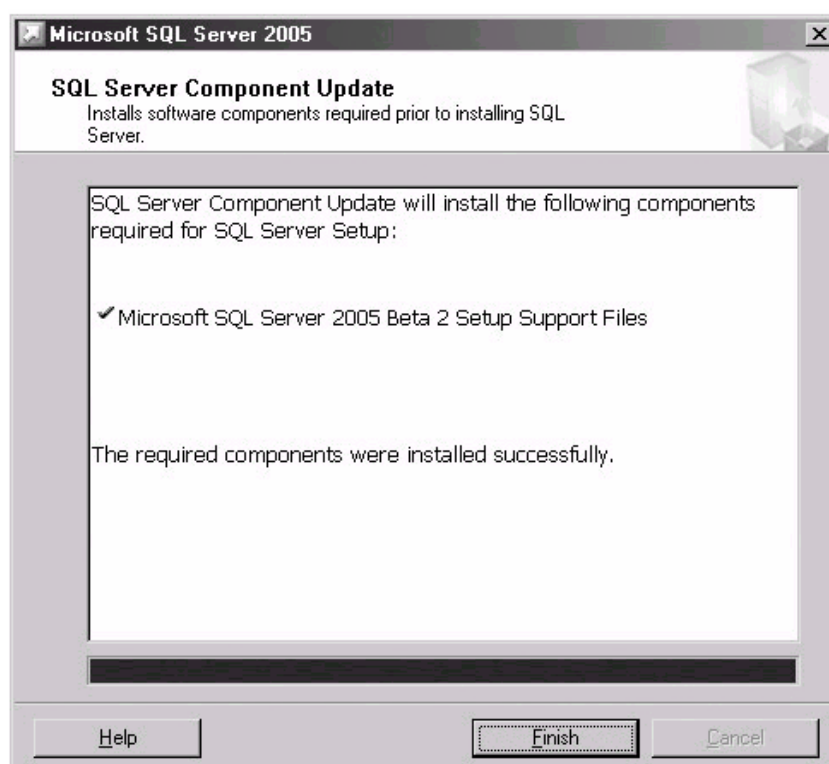 Microsoft SQL Server 2005
SQL Server Component Update
Installs software components required prior to installing SQL
Server.
SQL Server Component Update will install the following components
required for SQL Server Setup:
Microsoft SQL Server 2005 Beta 2 Setup Support Files
The required components were installed successfully.
Help
Finish
Cancel